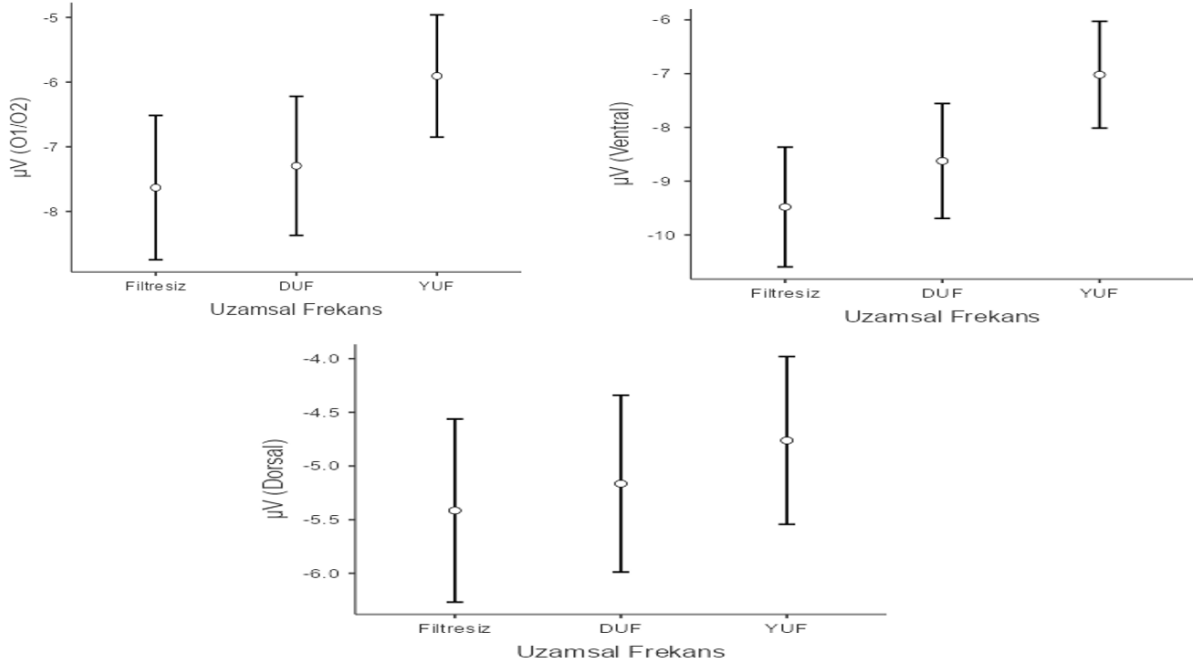 -5
-6
-7
-8
µV (O1/O2)
Filtresiz DUF YUF
Uzamsal Frekans
-6
-7
-8
-9
-10
µV (Ventral)
Filtresiz DUF YUF
Uzamsal Frekans
-4.0
-4.5
-5.0
-5.5
-6.0
µV (Dorsal)
Filtresiz DUF YUF
Uzamsal Frekans